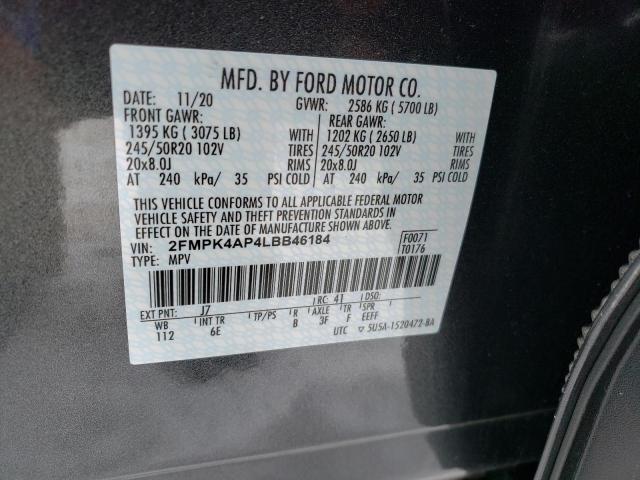 MFD. BY FORD MOTOR CO.
DATE: 11/20 GVWR: 2586 KG (5700 LB)
FRONT GAWR: REAR GAWR:
1395 KG (3075 LB) WITH 1202 KG (2650 LB) WITH
245/50R20 102V TIRES 245/50R20 102V TIRES
20x8.0J RIMS 20x8.0J RIMS
AT 240 kPa/ 35 PSI COLD AT 240 kPa/ 35 PSI COLD
THIS VEHICLE CONFORMS TO ALL APPLICABLE FEDERAL MOTOR
VEHICLE SAFETY AND THEFT PREVENTION STANDARDS IN
EFFECT ON THE DATE OF MANUFACTURE SHOWN ABOVE.
VIN: 2FMPK4AP4LBB46184 F0071
TYPE: MPV T0176
EXT PNT: J7 RC: 41 DSO:
WB INT TR TP/PS R AXLE TR S
112 6E B 3F F EEFF
UTC ▽ 5U5A-1520472-BA